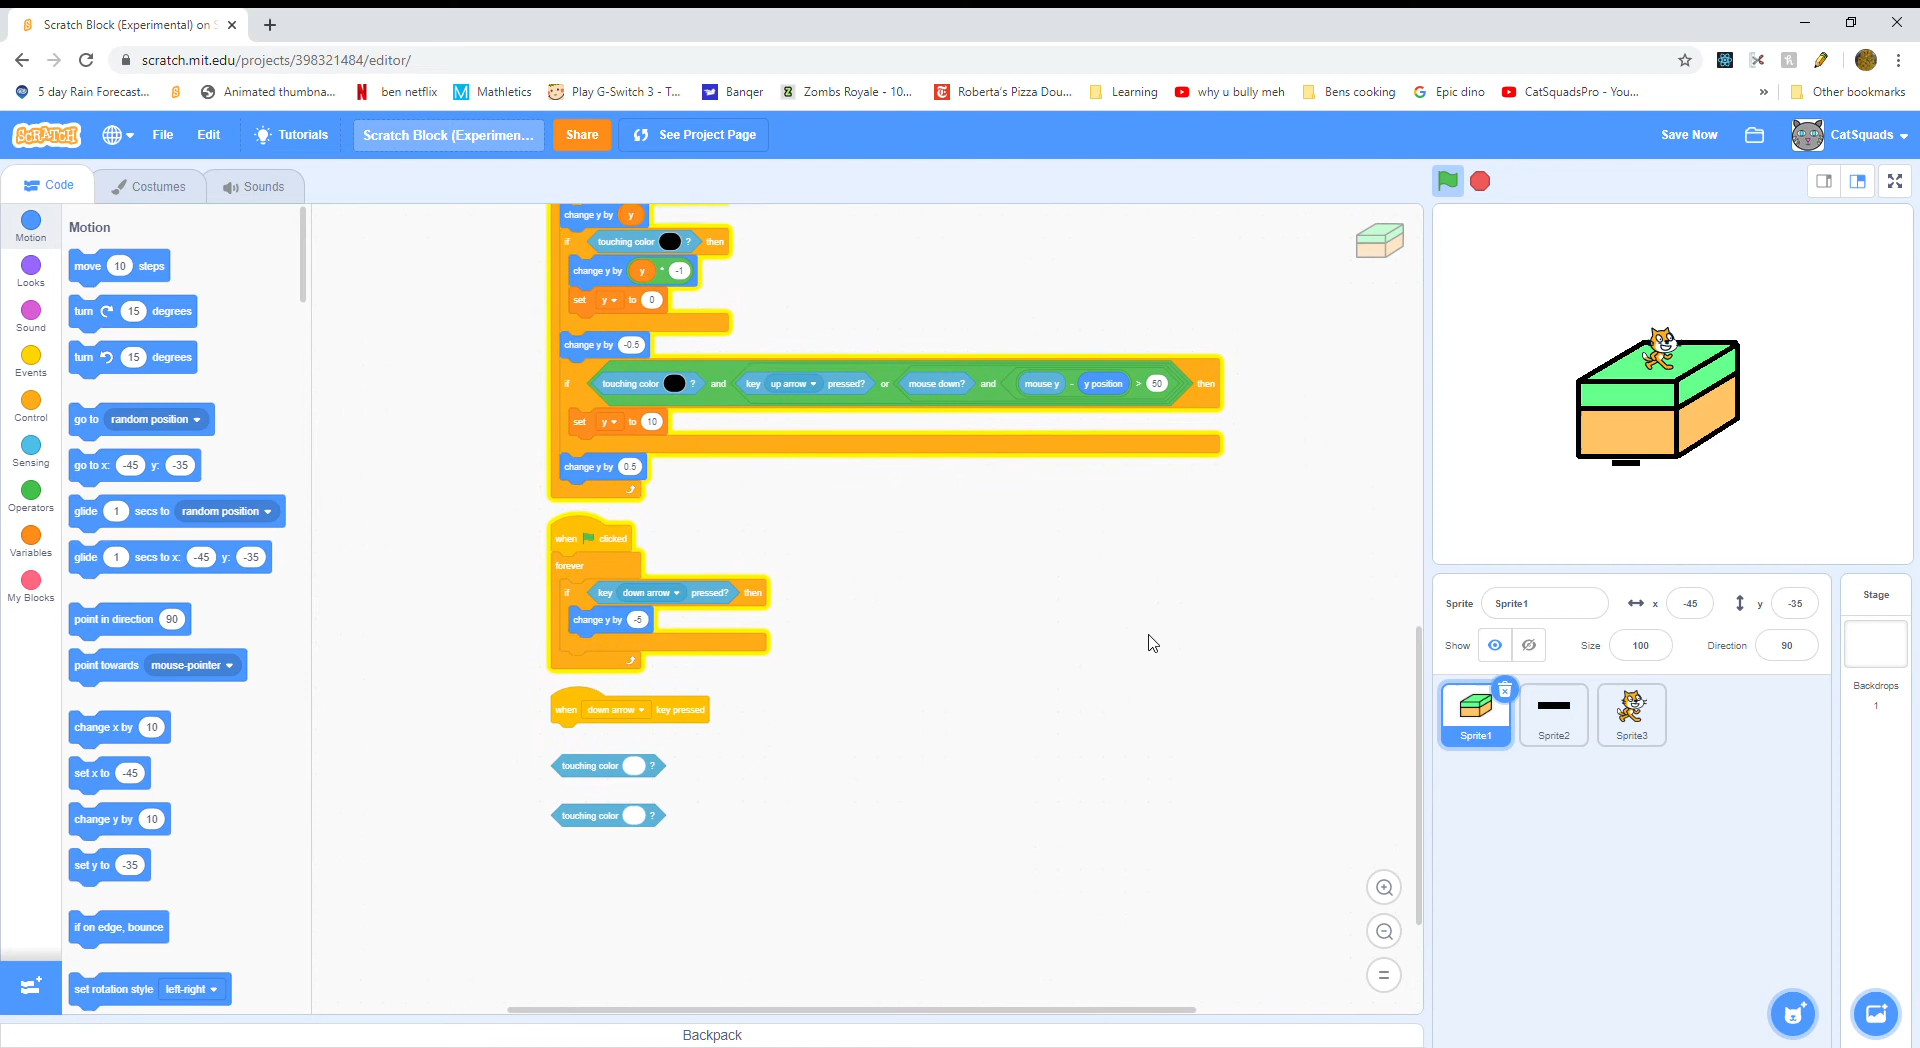 Scratch Block (Experimental) on S
scratch.mit.edu/projects/398321484/editor/
5 day Rain Forecast...
Animated thumbna...
ben netflix
Mathletics
Play G-Switch 3 - T...
Banqer
Zombs Royale - 10...
Roberta's Pizza Dou...
Learning
why u bully meh
Bens cooking
Epic dino
CatSquadsPro - You...
»
Other bookmarks
SCRATCH
File
Edit
Tutorials
Scratch Block (Experimen...
Share
See Project Page
Save Now
CatSquads
Code
Costumes
Sounds
Motion
Looks
Sound
Events
Control
Sensing
Operators
Variables
My Blocks
Motion
move 10 steps
turn 15 degrees
turn 15 degrees
go to random position
go to x: -45 y: -35
glide 1 secs to random position
glide 1 secs to x: -45 y: -35
point in direction 90
point towards mouse-pointer
change x by 10
set x to -45
change y by 10
set y to -35
if on edge, bounce
set rotation style left-right
change y by y
if touching color ? then
change y by y * -1
set y to 0
change y by -0.5
if touching color ? and key up arrow pressed? or mouse down? and mouse y - y position > 50 then
set y to 10
change y by 0.5
when clicked
forever
if key down arrow pressed? then
change y by -5
when down arrow key pressed
touching color ?
touching color ?
Sprite Sprite1 x -45 y -35
Show Size 100 Direction 90
Sprite1
Sprite2
Sprite3
Stage
Backdrops
1
Backpack